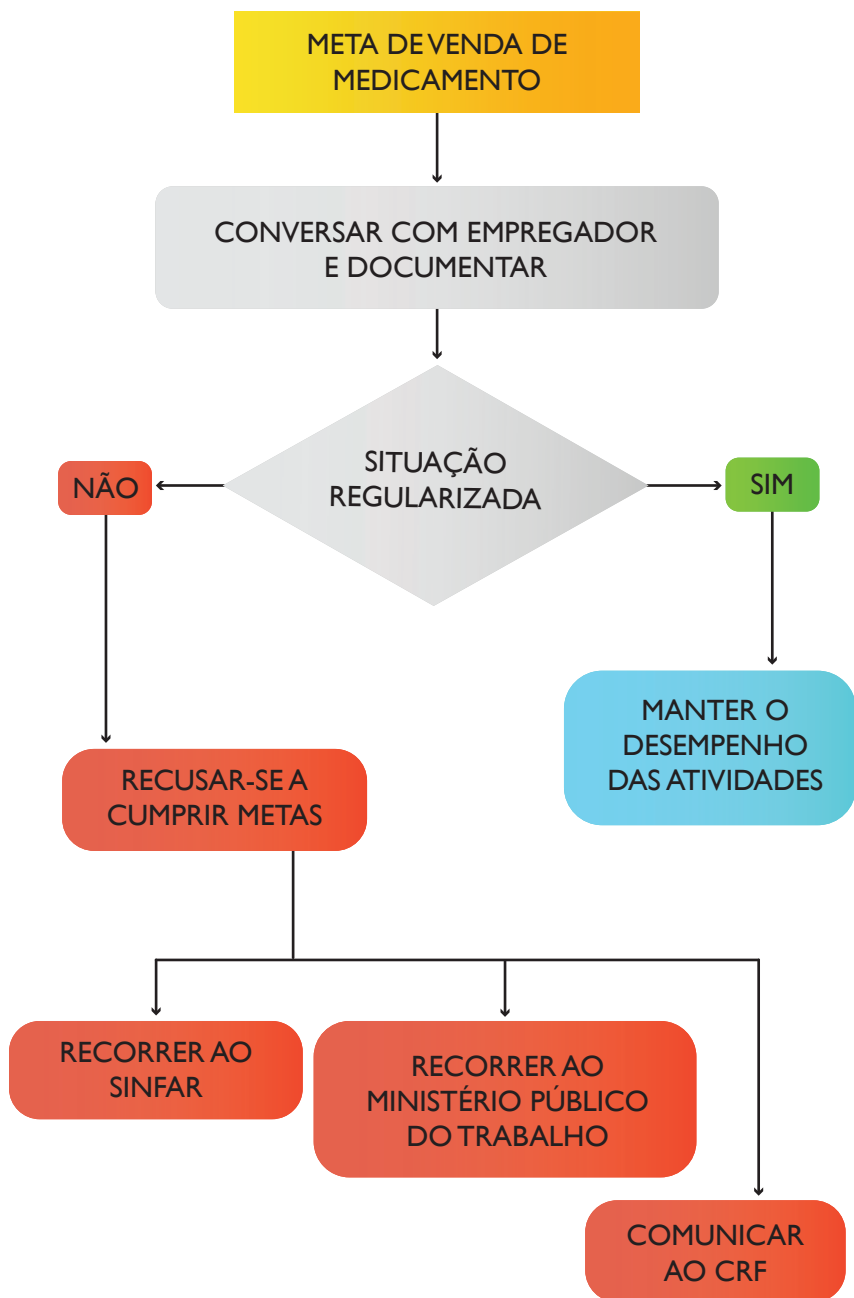 META DE VENDA DE
MEDICAMENTO
CONVERSAR COM EMPREGADOR
E DOCUMENTAR
SITUAÇÃO
REGULARIZADA
NÃO
SIM
MANTER O
DESEMPENHO
DAS ATIVIDADES
RECUSAR-SE A
CUMPRIR METAS
RECORRER AO
SINFAR
RECORRER AO
MINISTÉRIO PÚBLICO
DO TRABALHO
COMUNICAR
AO CRF